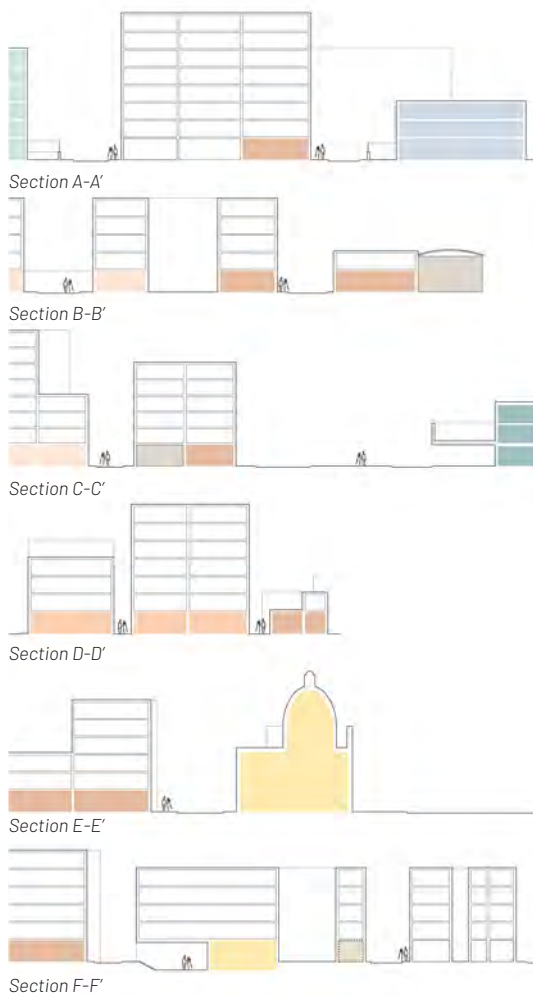 Section A-A'
Section B-B'
Section C-C'
Section D-D'
Section E-E'
Section F-F'